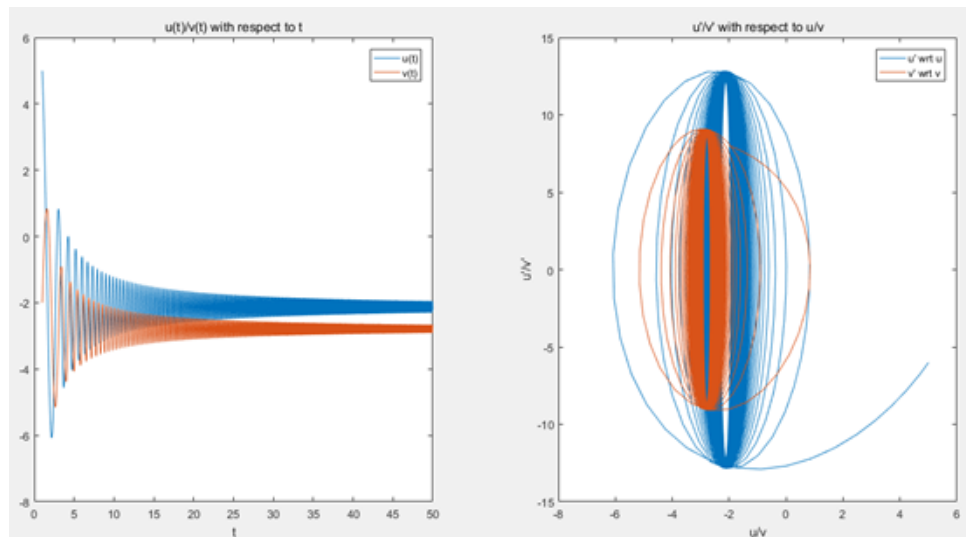 u(t)/v(t) with respect to t
6
4
2
0
-2
-4
-6
-8
0 5 10 15 20 25 30 35 40 45 50
t
u(t)
v(t)
u'/v' with respect to u/v
15
10
5
0
-5
-10
-15
-8 -6 -4 -2 0 2 4 6
u/v
u'/v'
u' wrt u
v' wrt v